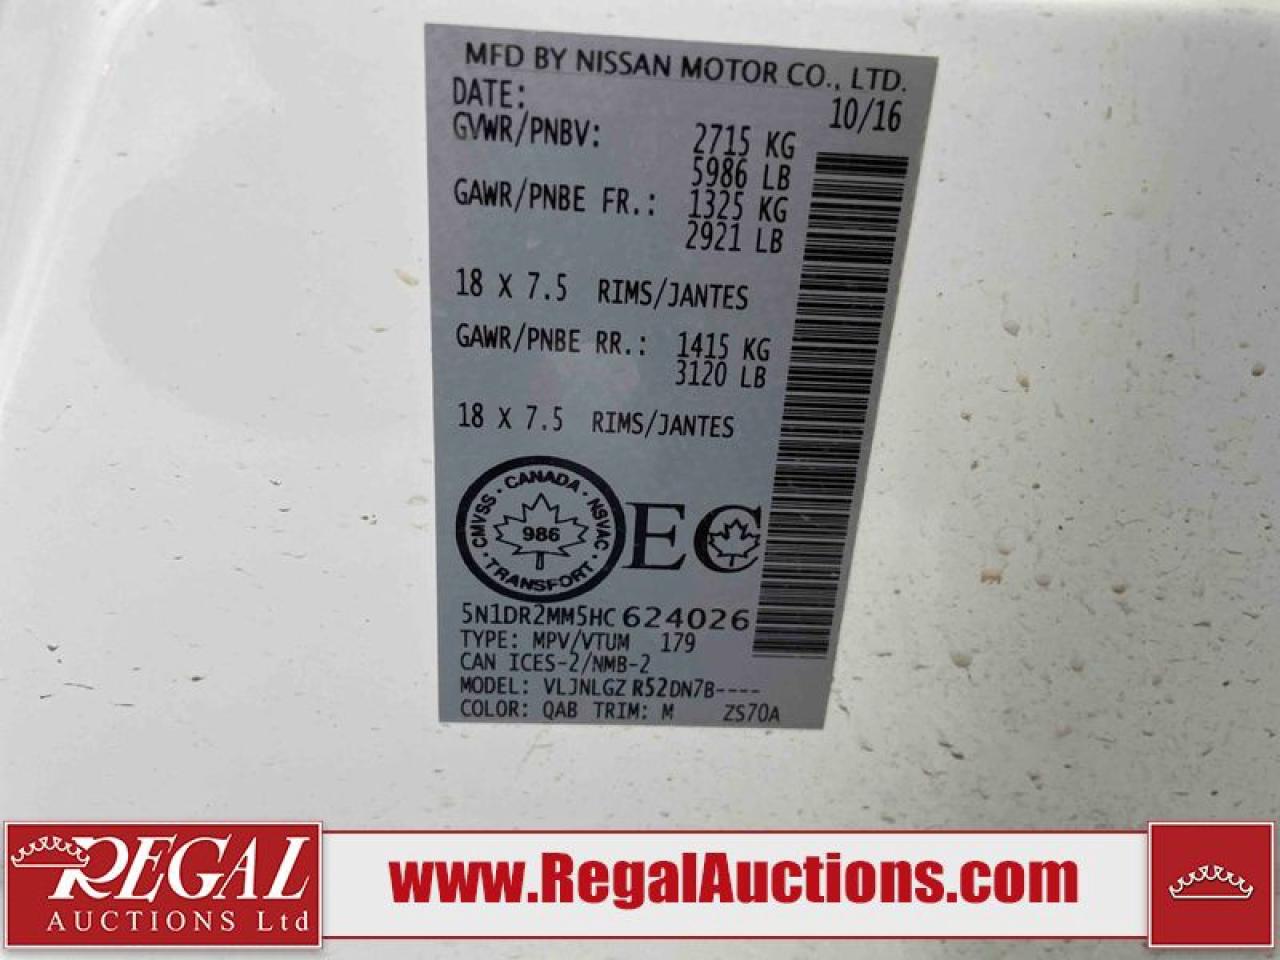 MFD BY NISSAN MOTOR CO., LTD.
DATE: 10/16
GVWR/PNBV: 2715 KG
5986 LB
GAWR/PNBE FR.: 1325 KG
2921 LB
18 X 7.5 RIMS/JANTES
GAWR/PNBE RR.: 1415 KG
3120 LB
18 X 7.5 RIMS/JANTES
CMVSS · CANADA · NSVAC · TRANSPORT ·
986
EC
5N1DR2MM5HC624026
TYPE: MPV/VTUM 179
CAN ICES-2/NMB-2
MODEL: VLJNLGZ R52DN7B----
COLOR: QAB TRIM: M ZS70A
REGAL
AUCTIONS Ltd
www.RegalAuctions.com